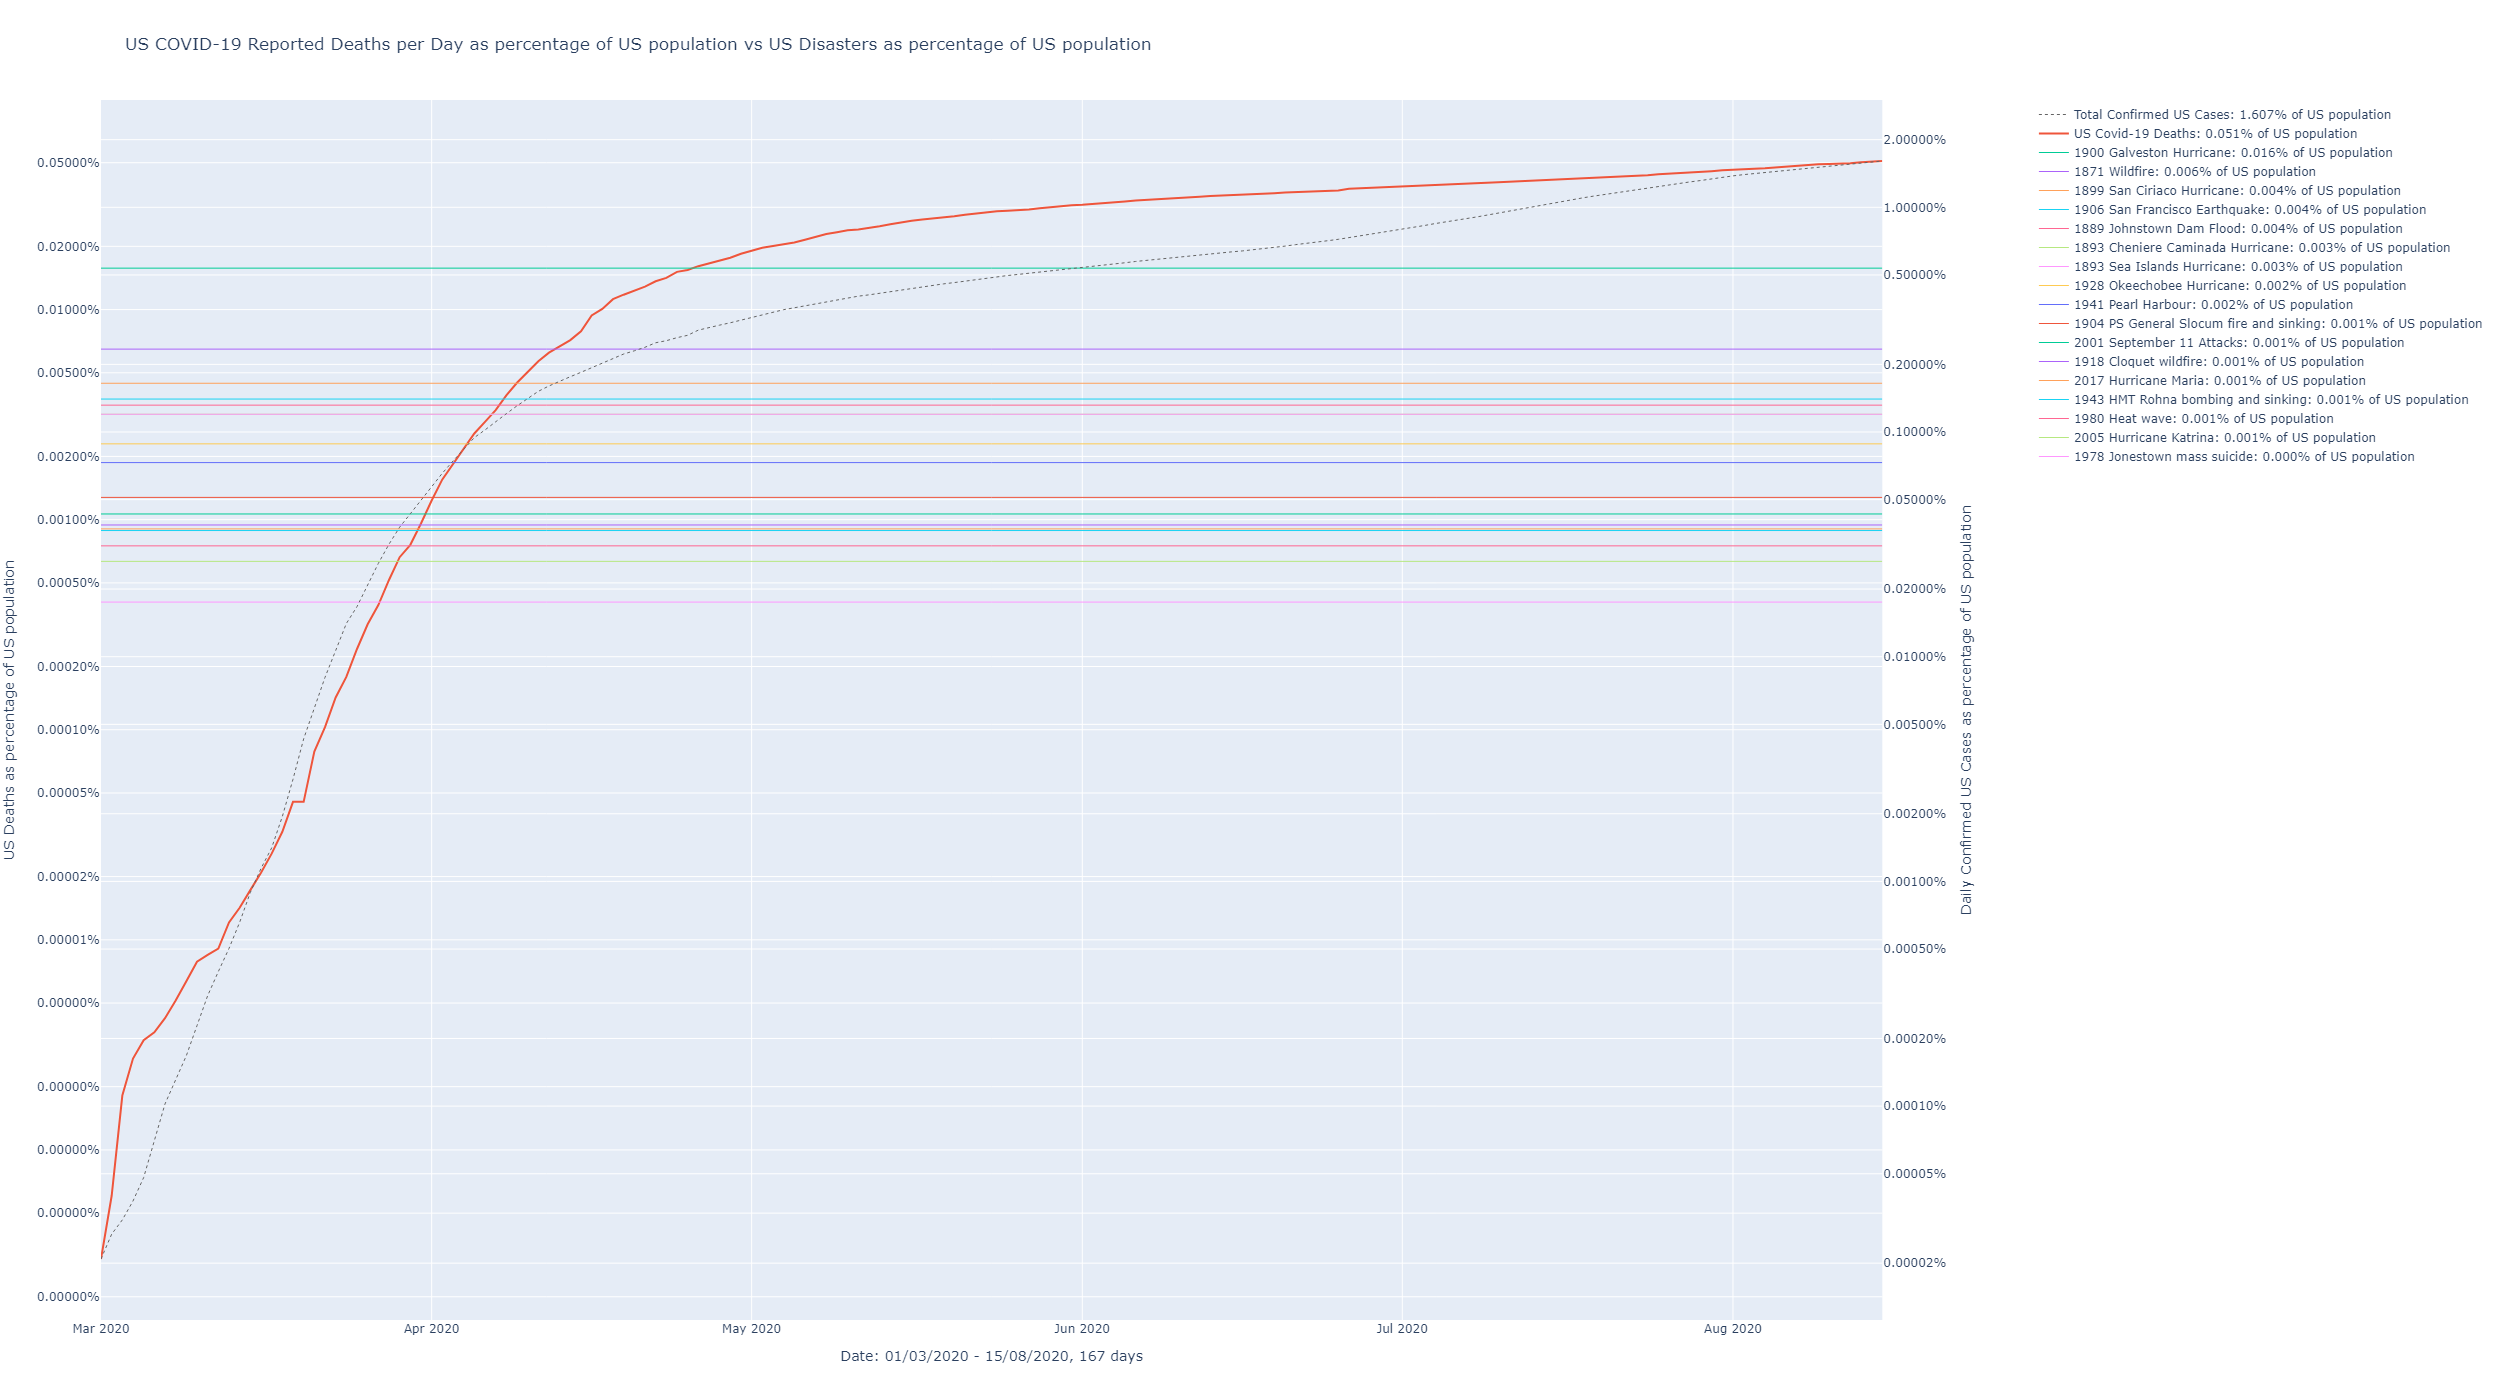 US COVID-19 Reported Deaths per Day as percentage of US population vs US Disasters as percentage of US population
US Deaths as percentage of US population
0.05000%
0.02000%
0.01000%
0.00500%
0.00200%
0.00100%
0.00050%
0.00020%
0.00010%
0.00005%
0.00002%
0.00001%
0.00000%
0.00000%
0.00000%
0.00000%
0.00000%
Mar 2020
Apr 2020
May 2020
Jun 2020
Jul 2020
Aug 2020
Date: 01/03/2020 - 15/08/2020, 167 days
2.00000%
1.00000%
0.50000%
0.20000%
0.10000%
0.05000%
0.02000%
0.01000%
0.00500%
0.00200%
0.00100%
0.00050%
0.00020%
0.00010%
0.00005%
0.00002%
Daily Confirmed US Cases as percentage of US population
Total Confirmed US Cases: 1.607% of US population
US Covid-19 Deaths: 0.051% of US population
1900 Galveston Hurricane: 0.016% of US population
1871 Wildfire: 0.006% of US population
1899 San Ciriaco Hurricane: 0.004% of US population
1906 San Francisco Earthquake: 0.004% of US population
1889 Johnstown Dam Flood: 0.004% of US population
1893 Cheniere Caminada Hurricane: 0.003% of US population
1893 Sea Islands Hurricane: 0.003% of US population
1928 Okeechobee Hurricane: 0.002% of US population
1941 Pearl Harbour: 0.002% of US population
1904 PS General Slocum fire and sinking: 0.001% of US population
2001 September 11 Attacks: 0.001% of US population
1918 Cloquet wildfire: 0.001% of US population
2017 Hurricane Maria: 0.001% of US population
1943 HMT Rohna bombing and sinking: 0.001% of US population
1980 Heat wave: 0.001% of US population
2005 Hurricane Katrina: 0.001% of US population
1978 Jonestown mass suicide: 0.000% of US population